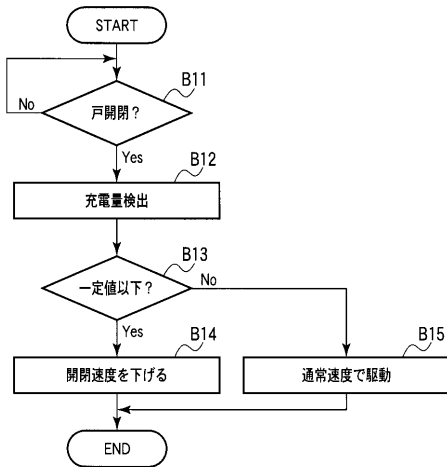 START
B11
戸開閉？
No
Yes
B12
充電量検出
B13
一定値以下？
No
Yes
B14
開閉速度を下げる
B15
通常速度で駆動
END